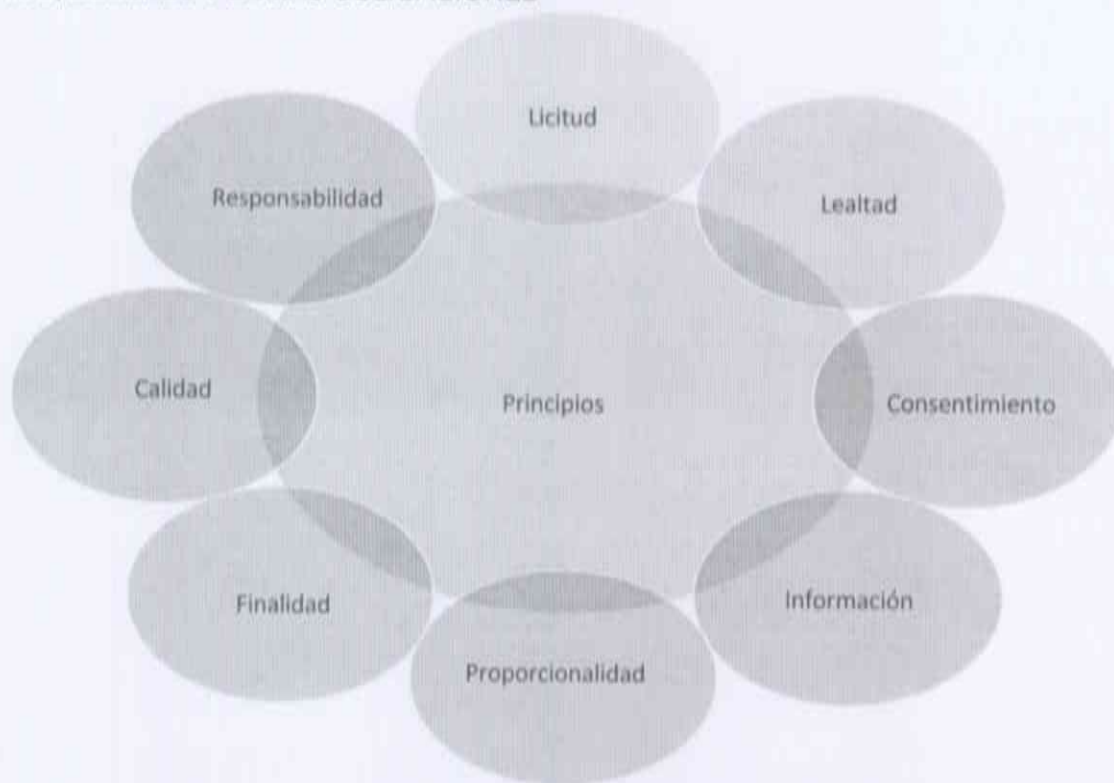 Licitud
Lealtad
Consentimiento
Información
Proporcionalidad
Finalidad
Calidad
Responsabilidad
Principios